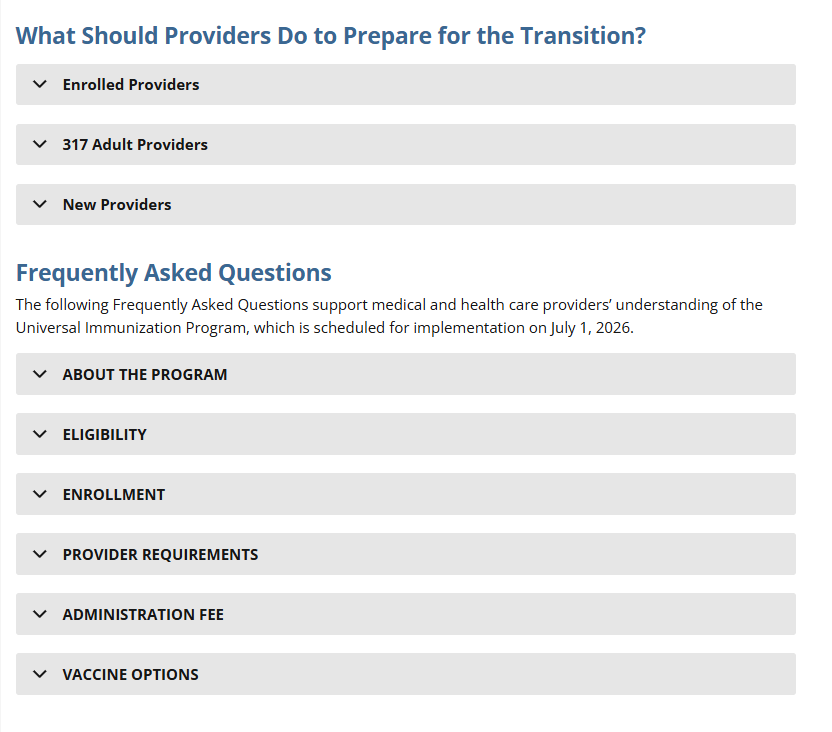 What Should Providers Do to Prepare for the Transition?
Enrolled Providers
317 Adult Providers
New Providers
Frequently Asked Questions
The following Frequently Asked Questions support medical and health care providers’ understanding of the
Universal Immunization Program, which is scheduled for implementation on July 1, 2026.
ABOUT THE PROGRAM
ELIGIBILITY
ENROLLMENT
PROVIDER REQUIREMENTS
ADMINISTRATION FEE
VACCINE OPTIONS